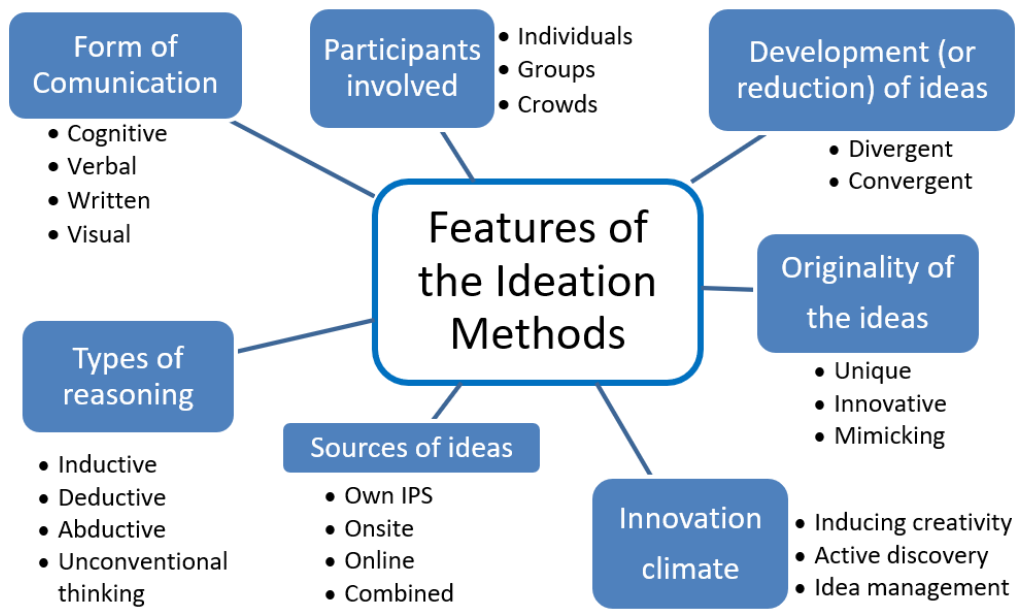 Form of
Comunication
• Cognitive
• Verbal
• Written
• Visual
Participants
involved
• Individuals
• Groups
• Crowds
Development (or
reduction) of ideas
• Divergent
• Convergent
Features of
the Ideation
Methods
Originality of
the ideas
• Unique
• Innovative
• Mimicking
Types of
reasoning
• Inductive
• Deductive
• Abductive
• Unconventional
thinking
Sources of ideas
• Own IPS
• Onsite
• Online
• Combined
Innovation
climate
• Inducing creativity
• Active discovery
• Idea management